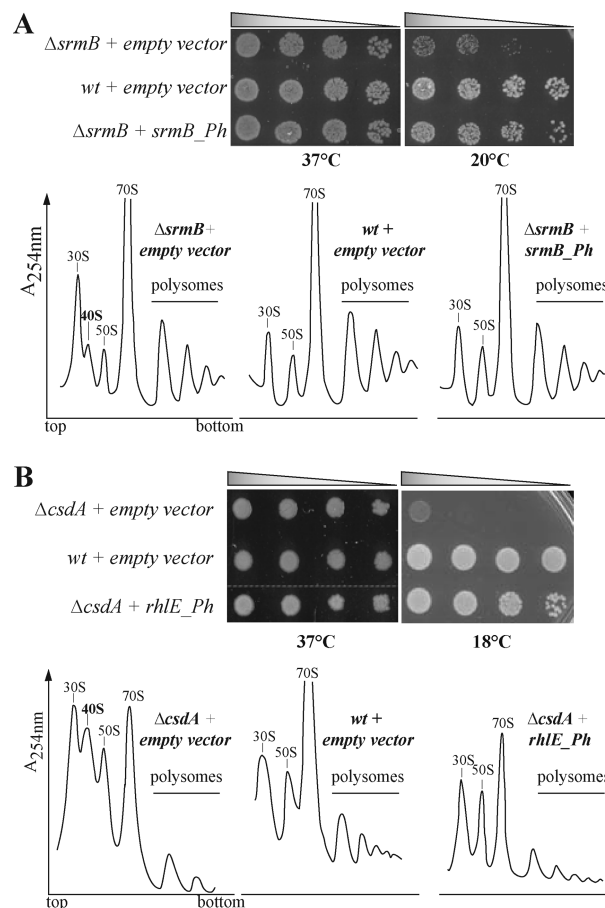 A
ΔsrmB + empty vector
wt + empty vector
ΔsrmB + srmB_Ph
37°C 20°C
A254nm
30S
40S
50S
70S
ΔsrmB +
empty vector
polysomes
30S
50S
70S
wt +
empty vector
polysomes
30S
50S
70S
ΔsrmB +
srmB_Ph
polysomes
top bottom
B
ΔcsdA + empty vector
wt + empty vector
ΔcsdA + rhlE_Ph
37°C 18°C
A254nm
30S
40S
50S
70S
ΔcsdA +
empty vector
polysomes
30S
50S
70S
wt +
empty vector
polysomes
30S
50S
70S
ΔcsdA +
rhlE_Ph
polysomes
top bottom